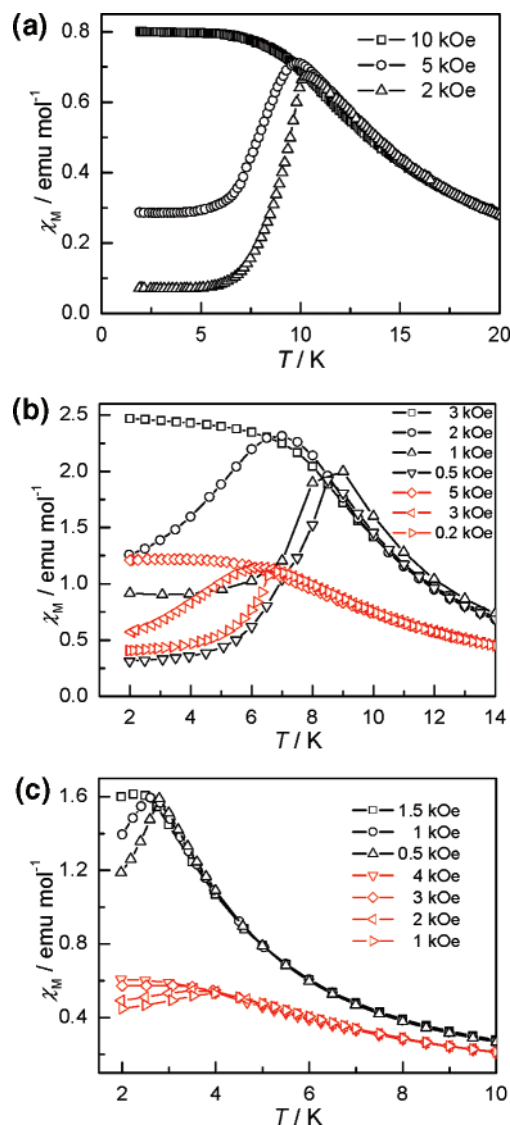 (a)
χM / emu mol⁻¹
0.8
0.6
0.4
0.2
0.0
10 kOe
5 kOe
2 kOe
0 5 10 15 20
T / K
(b)
χM / emu mol⁻¹
2.5
2.0
1.5
1.0
0.5
0.0
3 kOe
2 kOe
1 kOe
0.5 kOe
5 kOe
3 kOe
0.2 kOe
2 4 6 8 10 12 14
T / K
(c)
χM / emu mol⁻¹
1.6
1.2
0.8
0.4
1.5 kOe
1 kOe
0.5 kOe
4 kOe
3 kOe
2 kOe
1 kOe
2 4 6 8 10
T / K